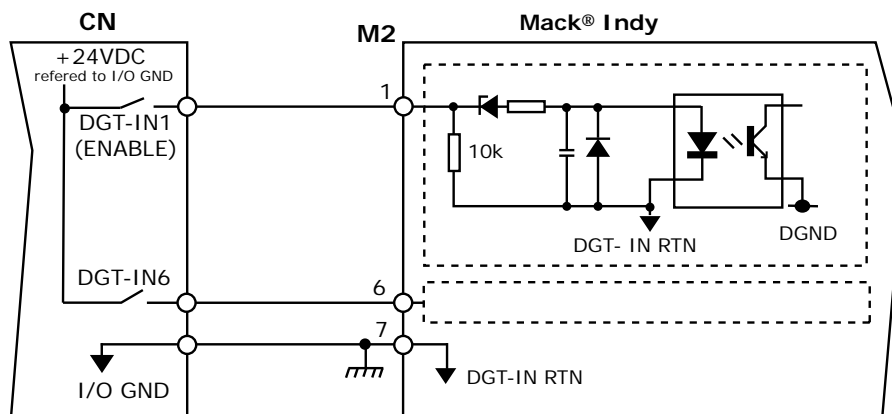 CN
M2
Mack® Indy
+24VDC
refered to I/O GND
1
DGT-IN1
(ENABLE)
10k
DGT- IN RTN
DGND
DGT-IN6
6
7
I/O GND
DGT-IN RTN